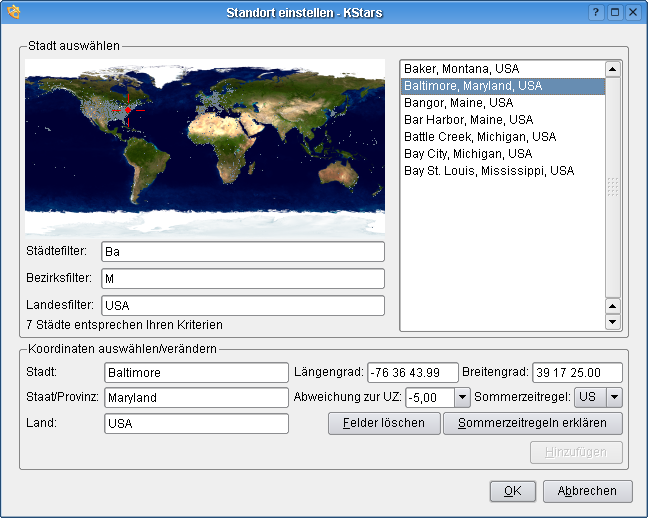 Standort einstellen - KStars
Stadt auswählen
Baker, Montana, USA
Baltimore, Maryland, USA
Bangor, Maine, USA
Bar Harbor, Maine, USA
Battle Creek, Michigan, USA
Bay City, Michigan, USA
Bay St. Louis, Mississippi, USA
Städtefilter: Ba
Bezirksfilter: M
Landesfilter: USA
7 Städte entsprechen Ihren Kriterien
Koordinaten auswählen/verändern
Stadt: Baltimore Längengrad: -76 36 43.99 Breitengrad: 39 17 25.00
Staat/Provinz: Maryland Abweichung zur UZ: -5,00 Sommerzeitregel: US
Land: USA Felder löschen Sommerzeitregeln erklären
Hinzufügen
OK Abbrechen